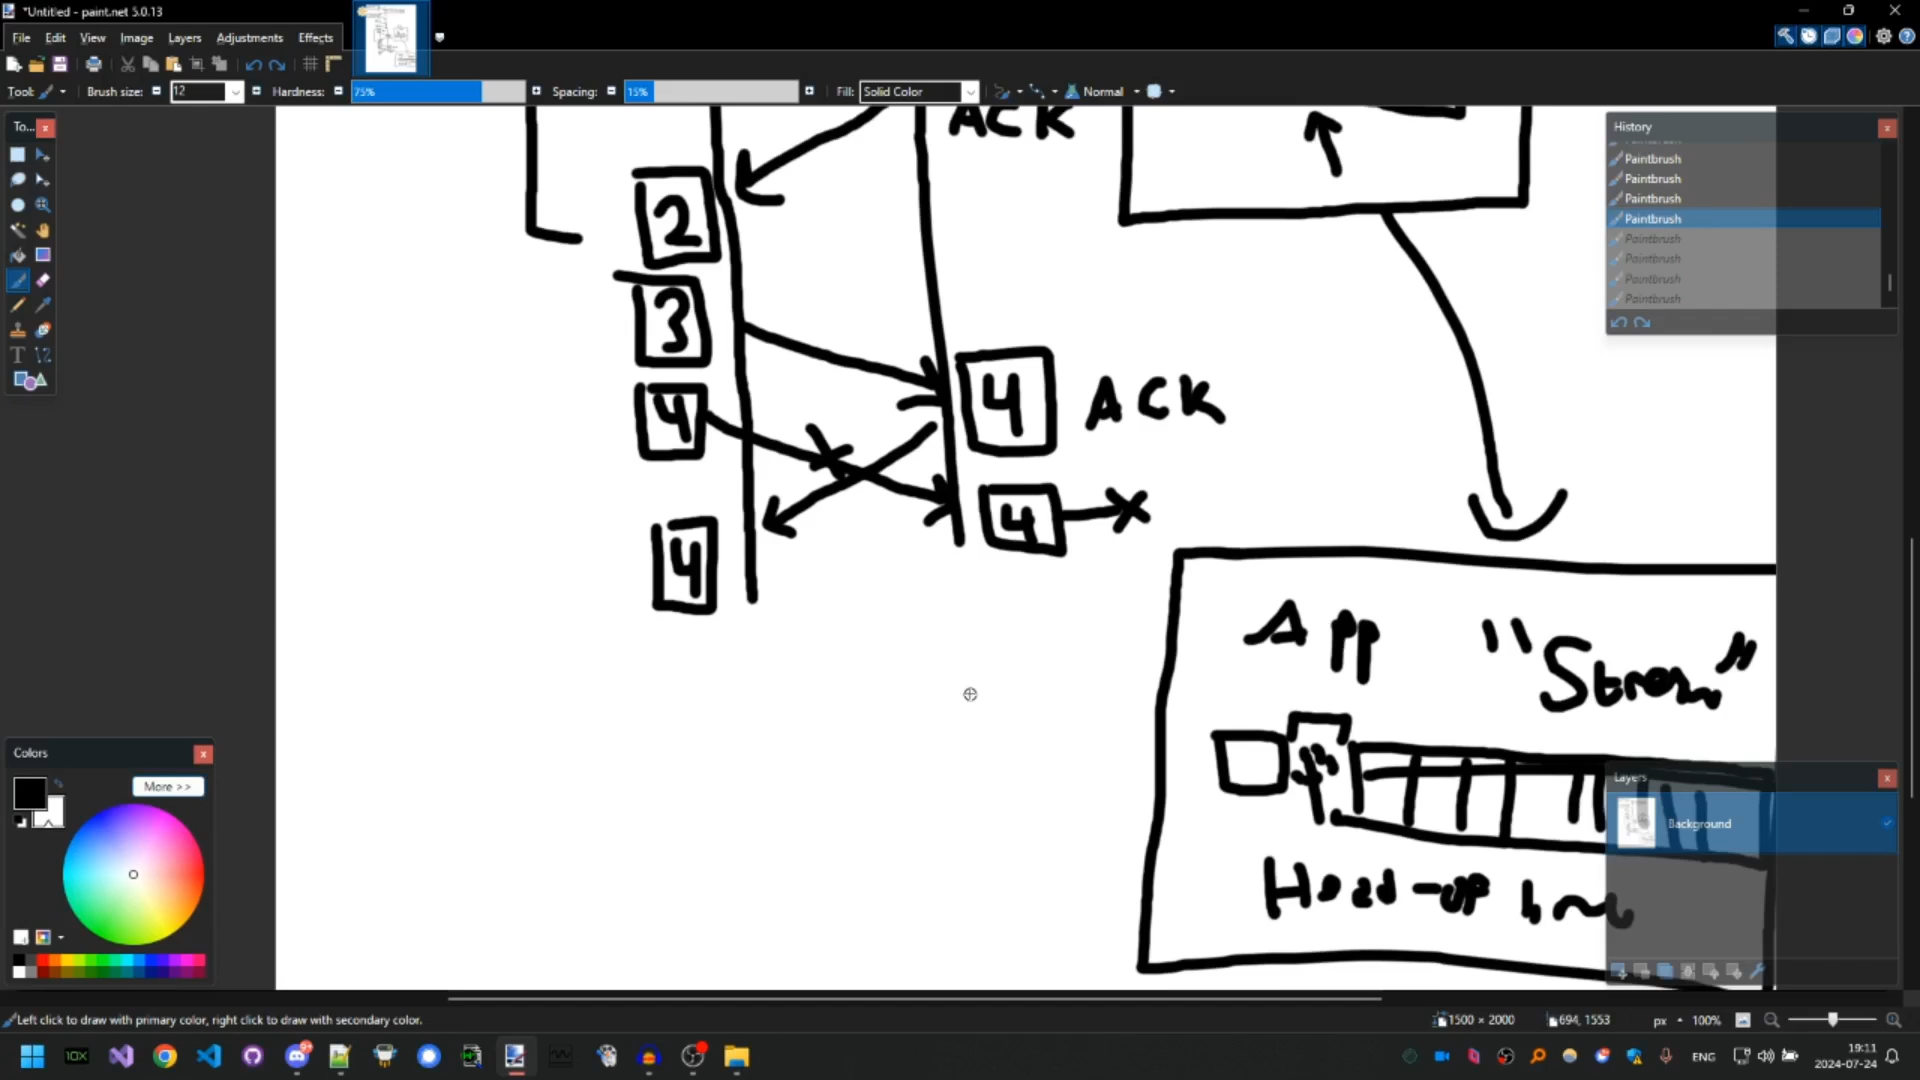 *Untitled - paint.net 5.0.13
File Edit View Image Layers Adjustments Effects
Tool: Brush size: 12 Hardness: 75% Spacing: 15% Fill: Solid Color Normal
To...
History
Paintbrush
Paintbrush
Paintbrush
Paintbrush
Paintbrush
Paintbrush
Paintbrush
Paintbrush
ACK
2
3
4 ACK
4
4
4
App "Stream"
Head-of
Colors
More >>
Layers
Background
Left click to draw with primary color, right click to draw with secondary color.
1500 × 2000 694, 1553 px 100%
10X
ENG
19:11
2024-07-24